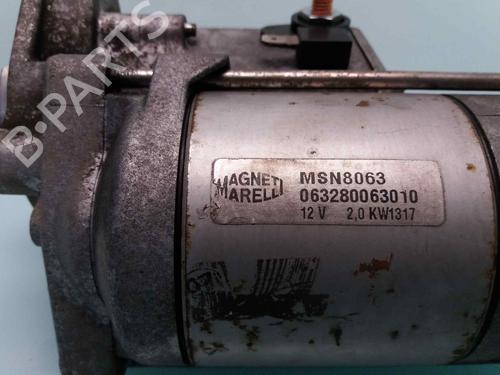 B-PARTS
MAGNETI MARELLI
MSN8063
063280063010
12 V 2,0 KW1317